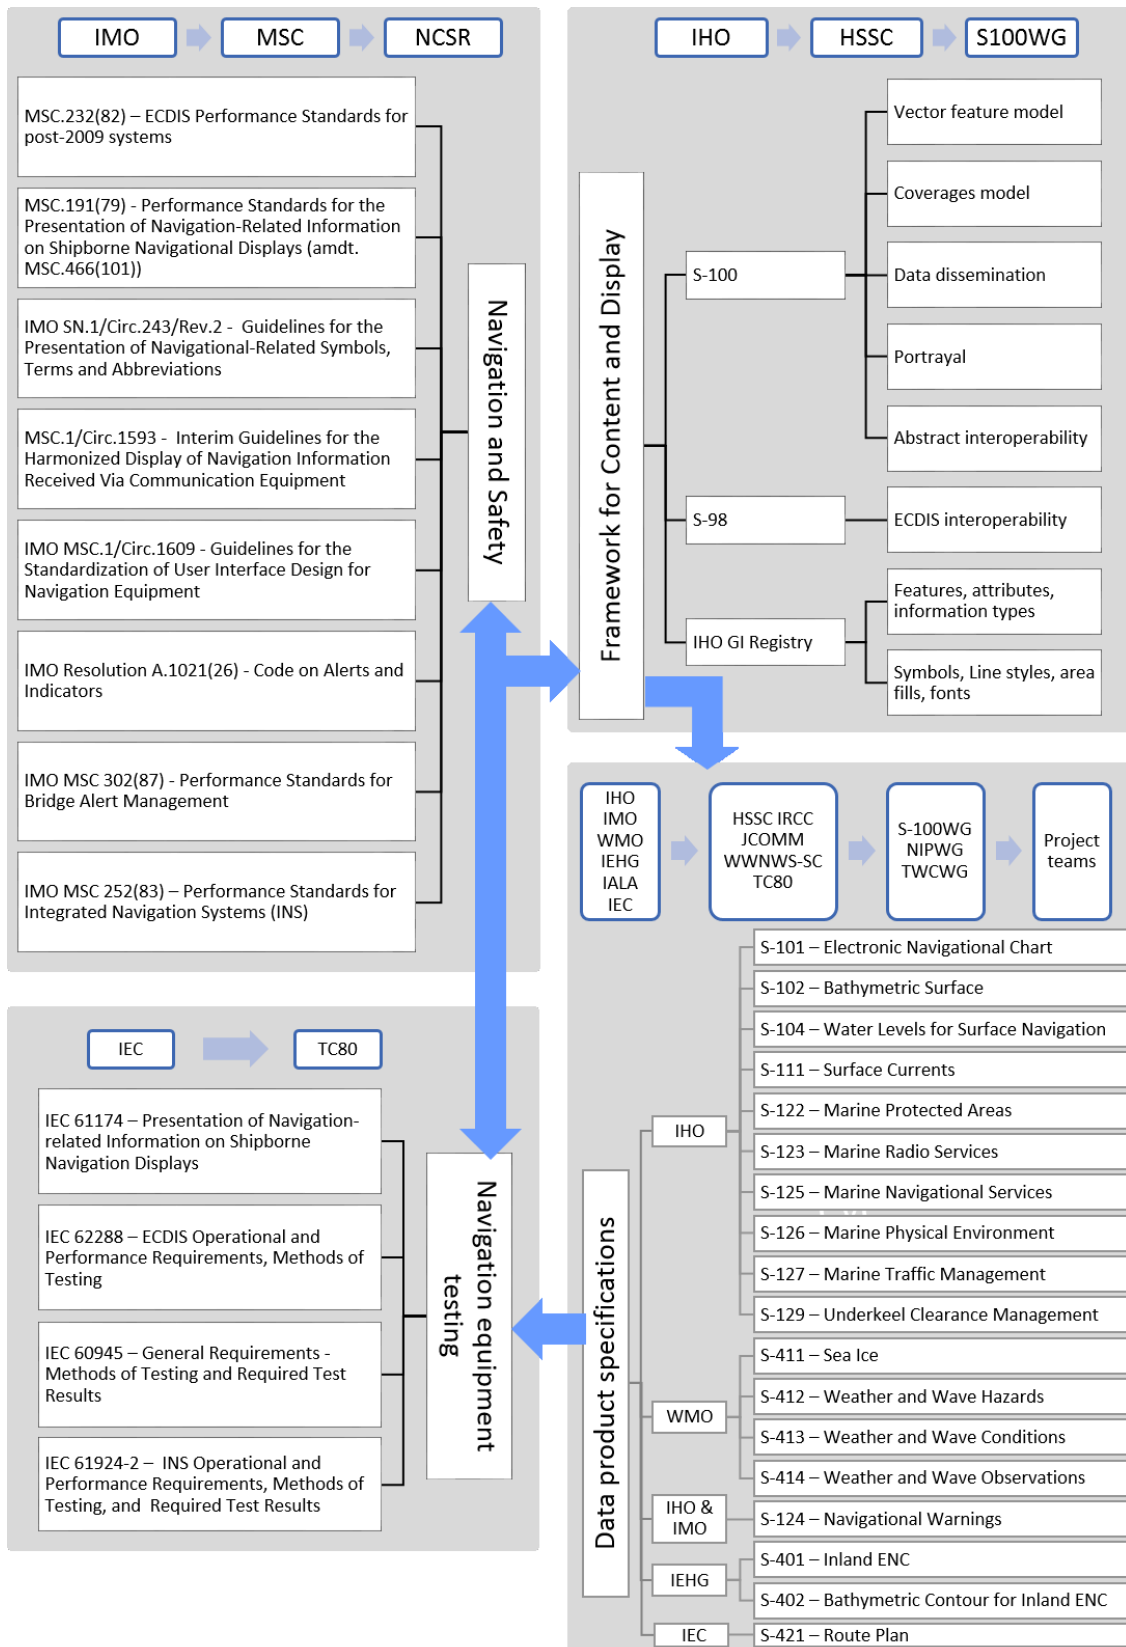 IMO
MSC
NCSR
MSC.232(82) – ECDIS Performance Standards for
post-2009 systems
MSC.191(79) - Performance Standards for the
Presentation of Navigation-Related Information
on Shipborne Navigational Displays (amdt.
MSC.466(101))
IMO SN.1/Circ.243/Rev.2 - Guidelines for the
Presentation of Navigational-Related Symbols,
Terms and Abbreviations
MSC.1/Circ.1593 - Interim Guidelines for the
Harmonized Display of Navigation Information
Received Via Communication Equipment
IMO MSC.1/Circ.1609 - Guidelines for the
Standardization of User Interface Design for
Navigation Equipment
IMO Resolution A.1021(26) - Code on Alerts and
Indicators
IMO MSC 302(87) - Performance Standards for
Bridge Alert Management
IMO MSC 252(83) – Performance Standards for
Integrated Navigation Systems (INS)
Navigation and Safety
IHO
HSSC
S100WG
Framework for Content and Display
S-100
Vector feature model
Coverages model
Data dissemination
Portrayal
Abstract interoperability
S-98
ECDIS interoperability
IHO GI Registry
Features, attributes,
information types
Symbols, Line styles, area
fills, fonts
IEC
TC80
IEC 61174 – Presentation of Navigation-
related Information on Shipborne
Navigation Displays
IEC 62288 – ECDIS Operational and
Performance Requirements, Methods of
Testing
IEC 60945 – General Requirements -
Methods of Testing and Required Test
Results
IEC 61924-2 – INS Operational and
Performance Requirements, Methods of
Testing, and Required Test Results
Navigation equipment
testing
IHO
IMO
WMO
IEHG
IALA
IEC
HSSC IRCC
JCOMM
WWNWS-SC
TC80
S-100WG
NIPWG
TWCWG
Project
teams
Data product specifications
IHO
S-101 – Electronic Navigational Chart
S-102 – Bathymetric Surface
S-104 – Water Levels for Surface Navigation
S-111 – Surface Currents
S-122 – Marine Protected Areas
S-123 – Marine Radio Services
S-125 – Marine Navigational Services
S-126 – Marine Physical Environment
S-127 – Marine Traffic Management
S-129 – Underkeel Clearance Management
WMO
S-411 – Sea Ice
S-412 – Weather and Wave Hazards
S-413 – Weather and Wave Conditions
S-414 – Weather and Wave Observations
IHO &
IMO
S-124 – Navigational Warnings
IEHG
S-401 – Inland ENC
S-402 – Bathymetric Contour for Inland ENC
IEC
S-421 – Route Plan